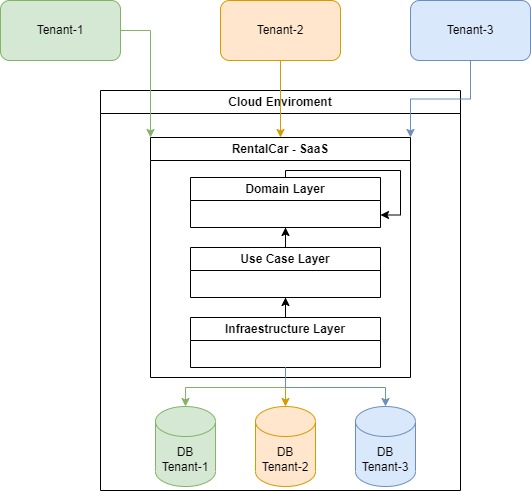 Tenant-1
Tenant-2
Tenant-3
Cloud Enviroment
RentalCar - SaaS
Domain Layer
Use Case Layer
Infraestructure Layer
DB
Tenant-1
DB
Tenant-2
DB
Tenant-3